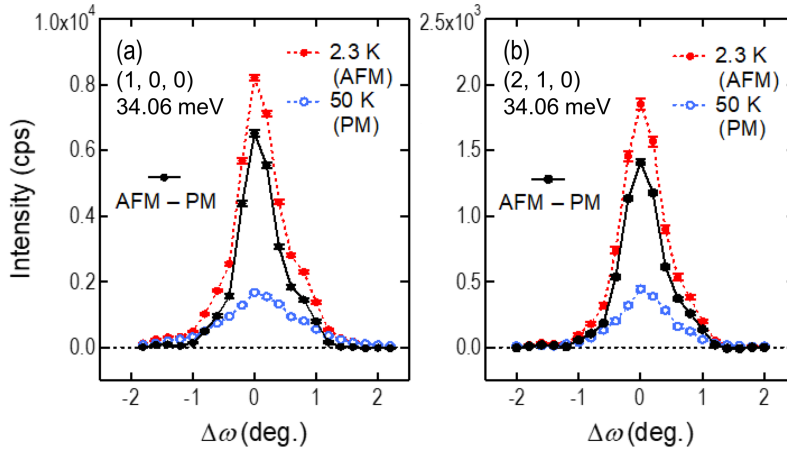 1.0x10⁴
0.8
0.6
0.4
0.2
0.0
Intensity (cps)
(a)
(1, 0, 0)
34.06 meV
2.3 K
(AFM)
50 K
(PM)
AFM – PM
-2 -1 0 1 2
Δω (deg.)
2.5x10³
2.0
1.5
1.0
0.5
0.0
(b)
(2, 1, 0)
34.06 meV
2.3 K
(AFM)
50 K
(PM)
AFM – PM
-2 -1 0 1 2
Δω (deg.)